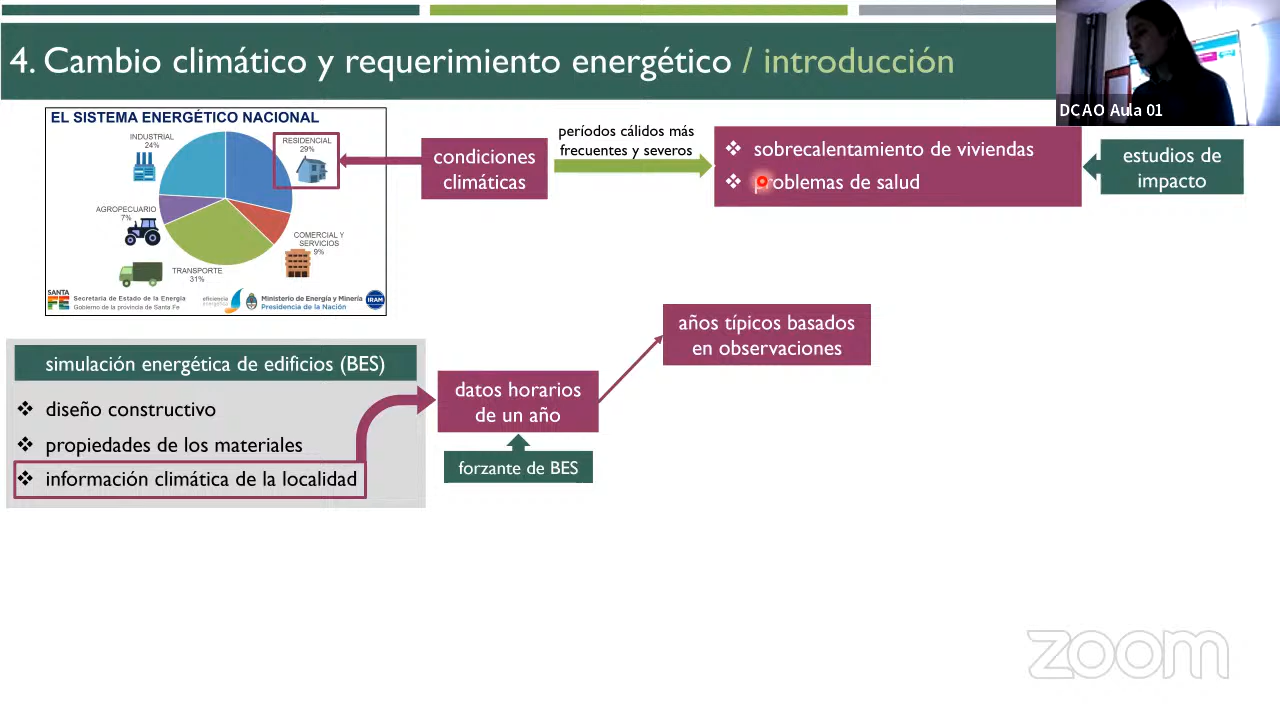 4. Cambio climático y requerimiento energético / introducción
DCAO Aula 01
EL SISTEMA ENERGÉTICO NACIONAL
INDUSTRIAL
24%
RESIDENCIAL
29%
AGROPECUARIO
7%
COMERCIAL Y
SERVICIOS
9%
TRANSPORTE
31%
SANTA
FE
Secretaría de Estado de la Energía
Gobierno de la provincia de Santa Fe
eficiencia
energética
Ministerio de Energía y Minería
Presidencia de la Nación
IRAM
condiciones
climáticas
períodos cálidos más
frecuentes y severos
❖ sobrecalentamiento de viviendas
❖ problemas de salud
estudios de
impacto
simulación energética de edificios (BES)
❖ diseño constructivo
❖ propiedades de los materiales
❖ información climática de la localidad
datos horarios
de un año
forzante de BES
años típicos basados
en observaciones
zoom